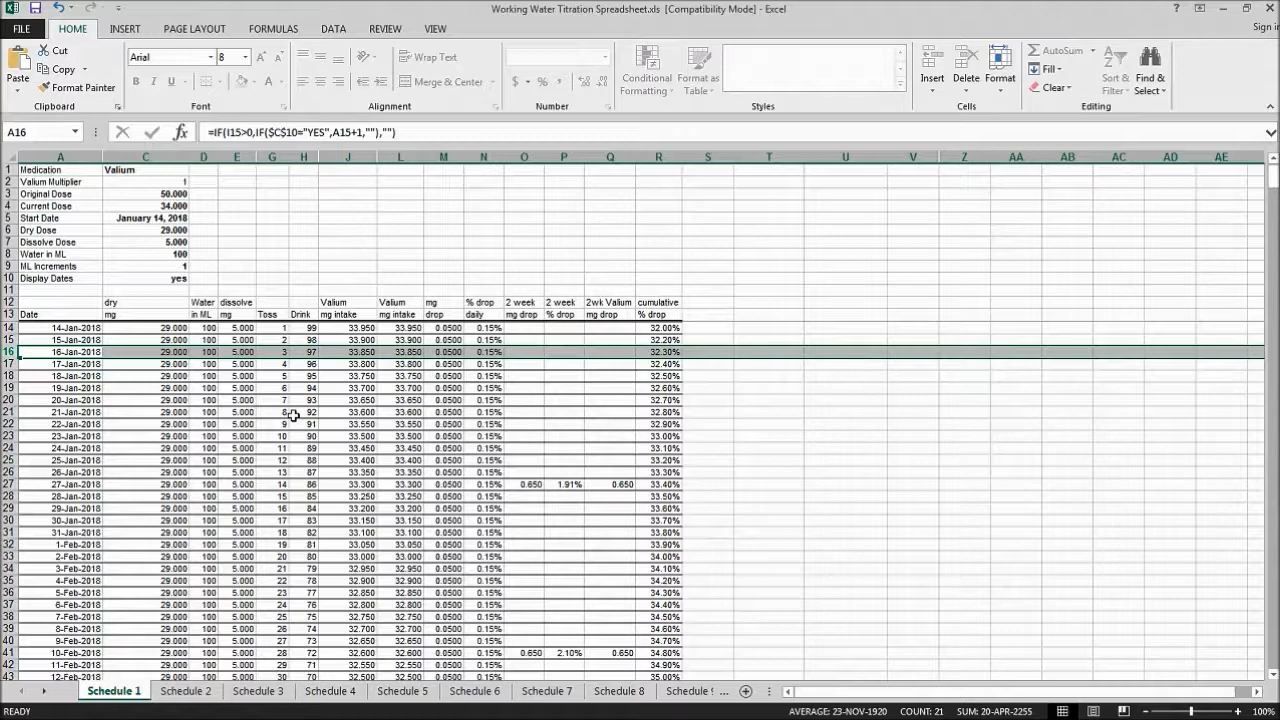 Working Water Titration Spreadsheet.xls [Compatibility Mode] - Excel
FILE HOME INSERT PAGE LAYOUT FORMULAS DATA REVIEW VIEW Sign in
Paste Cut Copy Format Painter Clipboard
Arial 8 B I U Font
Wrap Text Merge & Center Alignment
$ % , Number
Conditional Formatting Format as Table Styles
Insert Delete Format Cells
AutoSum Fill Clear Sort & Filter Find & Select Editing
A16 fx =IF(I15>0,IF($C$10="YES",A15+1,""),"")
A C D E G H J L M N O P Q R S T U V Z AA AB AC AD AE
1 Medication Valium
2 Valium Multiplier 1
3 Original Dose 50.000
4 Current Dose 34.000
5 Start Date January 14, 2018
6 Dry Dose 29.000
7 Dissolve Dose 5.000
8 Water in ML 100
9 ML Increments 1
10 Display Dates yes
11
12 dry Water dissolve Valium Valium mg % drop 2 week 2 week 2wk Valium cumulative
13 Date mg in ML mg Toss Drink mg intake mg intake drop daily mg drop % drop mg drop % drop
14 14-Jan-2018 29.000 100 5.000 1 99 33.950 33.950 0.0500 0.15% 32.00%
15 15-Jan-2018 29.000 100 5.000 2 98 33.900 33.900 0.0500 0.15% 32.20%
16 16-Jan-2018 29.000 100 5.000 3 97 33.850 33.850 0.0500 0.15% 32.30%
17 17-Jan-2018 29.000 100 5.000 4 96 33.800 33.800 0.0500 0.15% 32.40%
18 18-Jan-2018 29.000 100 5.000 5 95 33.750 33.750 0.0500 0.15% 32.50%
19 19-Jan-2018 29.000 100 5.000 6 94 33.700 33.700 0.0500 0.15% 32.60%
20 20-Jan-2018 29.000 100 5.000 7 93 33.650 33.650 0.0500 0.15% 32.70%
21 21-Jan-2018 29.000 100 5.000 8 92 33.600 33.600 0.0500 0.15% 32.80%
22 22-Jan-2018 29.000 100 5.000 9 91 33.550 33.550 0.0500 0.15% 32.90%
23 23-Jan-2018 29.000 100 5.000 10 90 33.500 33.500 0.0500 0.15% 33.00%
24 24-Jan-2018 29.000 100 5.000 11 89 33.450 33.450 0.0500 0.15% 33.10%
25 25-Jan-2018 29.000 100 5.000 12 88 33.400 33.400 0.0500 0.15% 33.20%
26 26-Jan-2018 29.000 100 5.000 13 87 33.350 33.350 0.0500 0.15% 33.30%
27 27-Jan-2018 29.000 100 5.000 14 86 33.300 33.300 0.0500 0.15% 0.650 1.91% 0.650 33.40%
28 28-Jan-2018 29.000 100 5.000 15 85 33.250 33.250 0.0500 0.15% 33.50%
29 29-Jan-2018 29.000 100 5.000 16 84 33.200 33.200 0.0500 0.15% 33.60%
30 30-Jan-2018 29.000 100 5.000 17 83 33.150 33.150 0.0500 0.15% 33.70%
31 31-Jan-2018 29.000 100 5.000 18 82 33.100 33.100 0.0500 0.15% 33.80%
32 1-Feb-2018 29.000 100 5.000 19 81 33.050 33.050 0.0500 0.15% 33.90%
33 2-Feb-2018 29.000 100 5.000 20 80 33.000 33.000 0.0500 0.15% 34.00%
34 3-Feb-2018 29.000 100 5.000 21 79 32.950 32.950 0.0500 0.15% 34.10%
35 4-Feb-2018 29.000 100 5.000 22 78 32.900 32.900 0.0500 0.15% 34.20%
36 5-Feb-2018 29.000 100 5.000 23 77 32.850 32.850 0.0500 0.15% 34.30%
37 6-Feb-2018 29.000 100 5.000 24 76 32.800 32.800 0.0500 0.15% 34.40%
38 7-Feb-2018 29.000 100 5.000 25 75 32.750 32.750 0.0500 0.15% 34.50%
39 8-Feb-2018 29.000 100 5.000 26 74 32.700 32.700 0.0500 0.15% 34.60%
40 9-Feb-2018 29.000 100 5.000 27 73 32.650 32.650 0.0500 0.15% 34.70%
41 10-Feb-2018 29.000 100 5.000 28 72 32.600 32.600 0.0500 0.15% 0.650 2.10% 0.650 34.80%
42 11-Feb-2018 29.000 100 5.000 29 71 32.550 32.550 0.0500 0.15% 34.90%
43 12-Feb-2018 29.000 100 5.000 30 70 32.500 32.500 0.0500 0.15% 35.00%
Schedule 1 Schedule 2 Schedule 3 Schedule 4 Schedule 5 Schedule 6 Schedule 7 Schedule 8 Schedule ...
READY AVERAGE: 23-NOV-1920 COUNT: 21 SUM: 20-APR-2255 100%